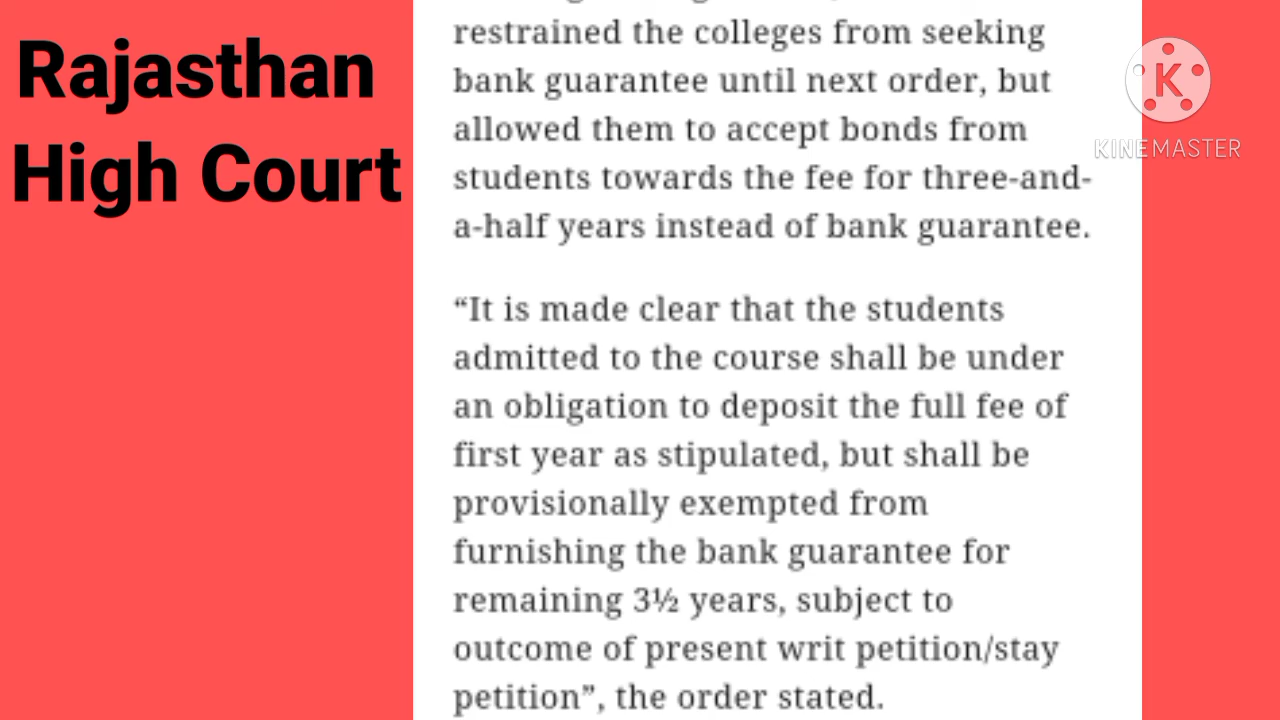 Rajasthan
High Court
restrained the colleges from seeking
bank guarantee until next order, but
allowed them to accept bonds from
students towards the fee for three-and-
a-half years instead of bank guarantee.
“It is made clear that the students
admitted to the course shall be under
an obligation to deposit the full fee of
first year as stipulated, but shall be
provisionally exempted from
furnishing the bank guarantee for
remaining 3½ years, subject to
outcome of present writ petition/stay
petition”, the order stated.
K
KINEMASTER